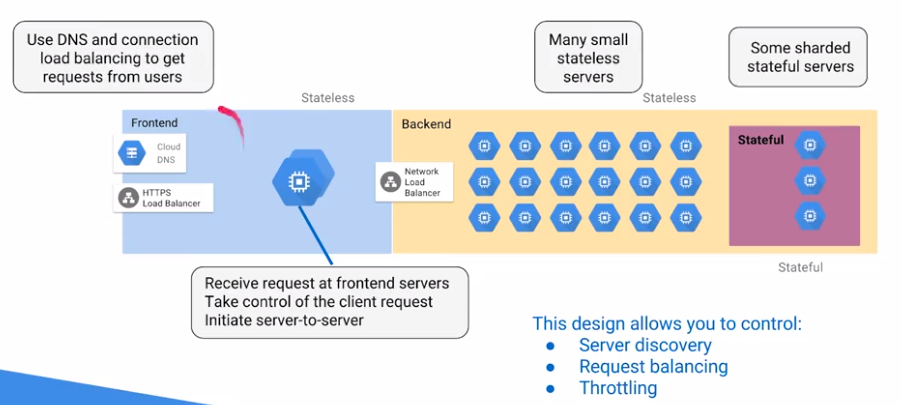 Use DNS and connection
load balancing to get
requests from users
Many small
stateless
servers
Some sharded
stateful servers
Stateless
Stateless
Frontend
Cloud
DNS
HTTPS
Load Balancer
Backend
Network
Load
Balancer
Stateful
Stateful
Receive request at frontend servers
Take control of the client request
Initiate server-to-server
This design allows you to control:
● Server discovery
● Request balancing
● Throttling